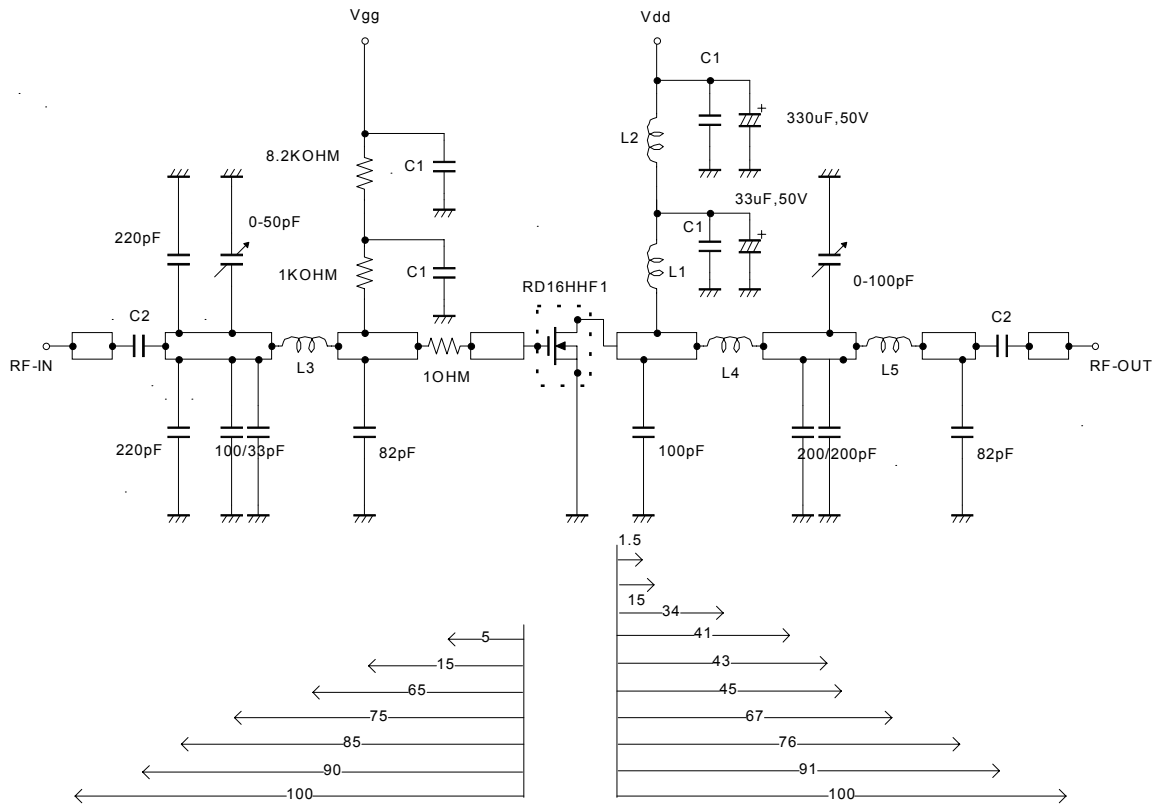 Vgg
Vdd
C1
330uF,50V
L2
8.2KOHM
C1
33uF,50V
C1
0-50pF
220pF
1KOHM
C1
L1
0-100pF
RD16HHF1
C2
C2
RF-IN
L3
1OHM
L4
L5
RF-OUT
220pF
100/33pF
82pF
100pF
200/200pF
82pF
1.5
15
34
5
41
15
43
65
45
75
67
85
76
90
91
100
100